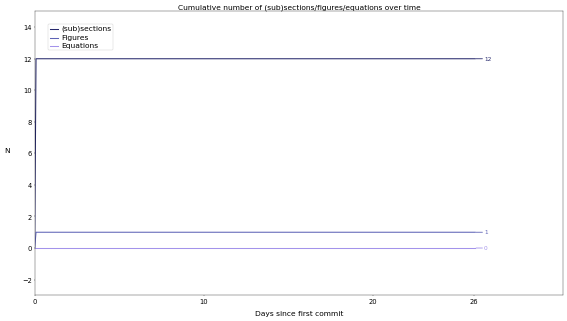 Cumulative number of (sub)sections/figures/equations over time
14
(sub)sections
Figures
Equations
12
12
10
8
N
6
4
2
1
0
0
−2
0
10
20
26
Days since first commit